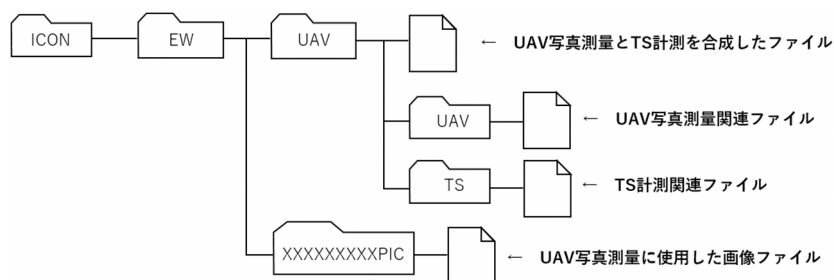 ICON EW UAV ← UAV写真測量とTS計測を合成したファイル
UAV ← UAV写真測量関連ファイル
TS ← TS計測関連ファイル
XXXXXXXXXPIC ← UAV写真測量に使用した画像ファイル